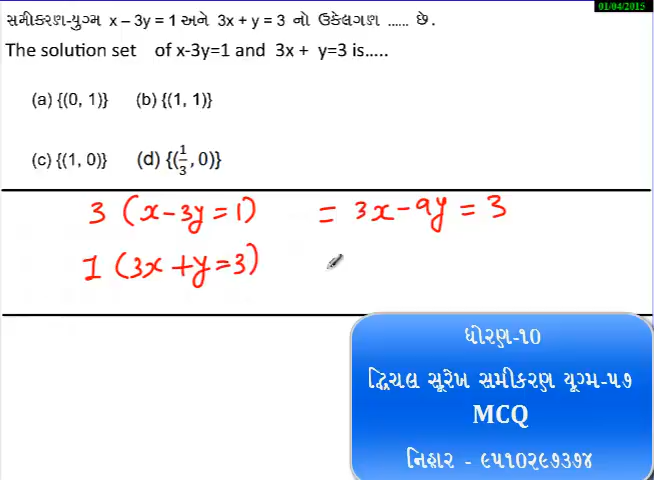 01/04/2015
સમીકરણ-યુગ્મ x – 3y = 1 અને 3x + y = 3 નો ઉકેલગણ ...... છે.
The solution set of x-3y=1 and 3x + y=3 is.....
(a) {(0, 1)} (b) {(1, 1)}
(c) {(1, 0)} (d) {(1/3, 0)}
3 (x-3y=1) = 3x-9y=3
1 (3x+y=3)
ધોરણ-૧0
દ્વિચલ સૂરેખ સમીકરણ યૂગ્મ-૫૭
MCQ
નિહાર - ૯૫૧0૨૯૭૩૭૪